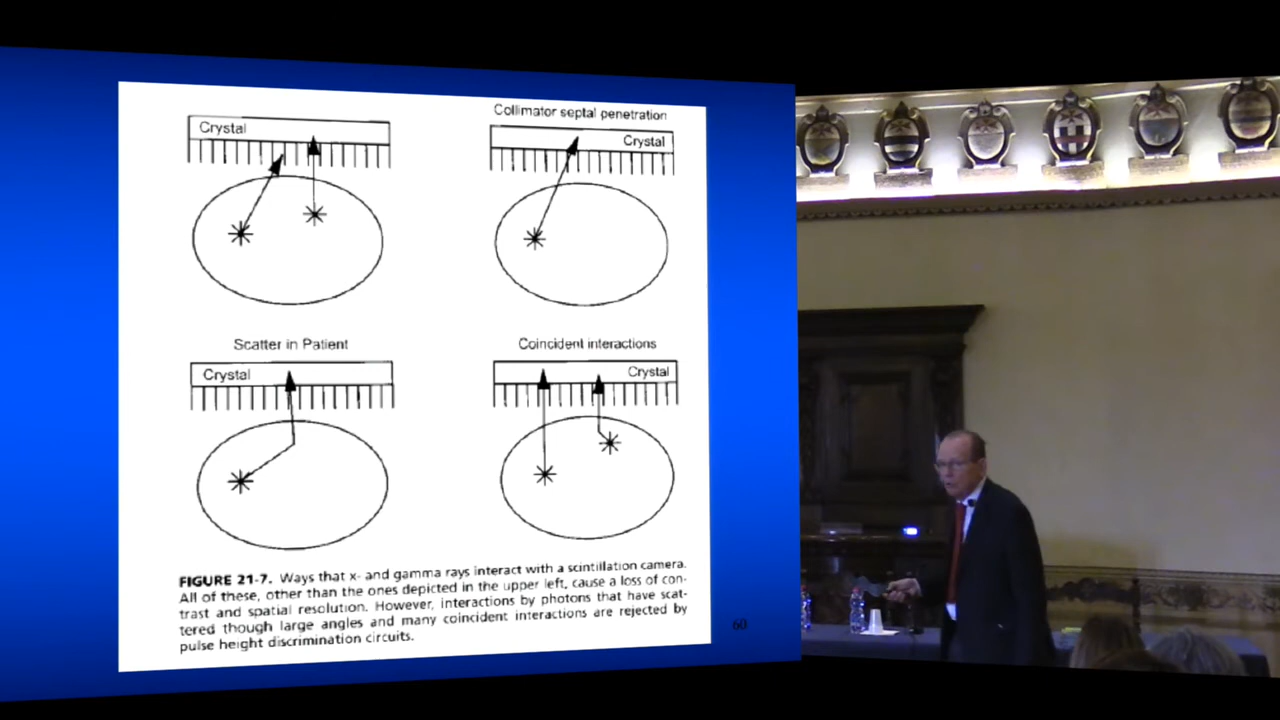 Crystal
Collimator septal penetration
Crystal
Scatter in Patient
Crystal
Coincident interactions
Crystal
FIGURE 21-7. Ways that x- and gamma rays interact with a scintillation camera.
All of these, other than the ones depicted in the upper left, cause a loss of con-
trast and spatial resolution. However, interactions by photons that have scat-
tered though large angles and many coincident interactions are rejected by
pulse height discrimination circuits.
60